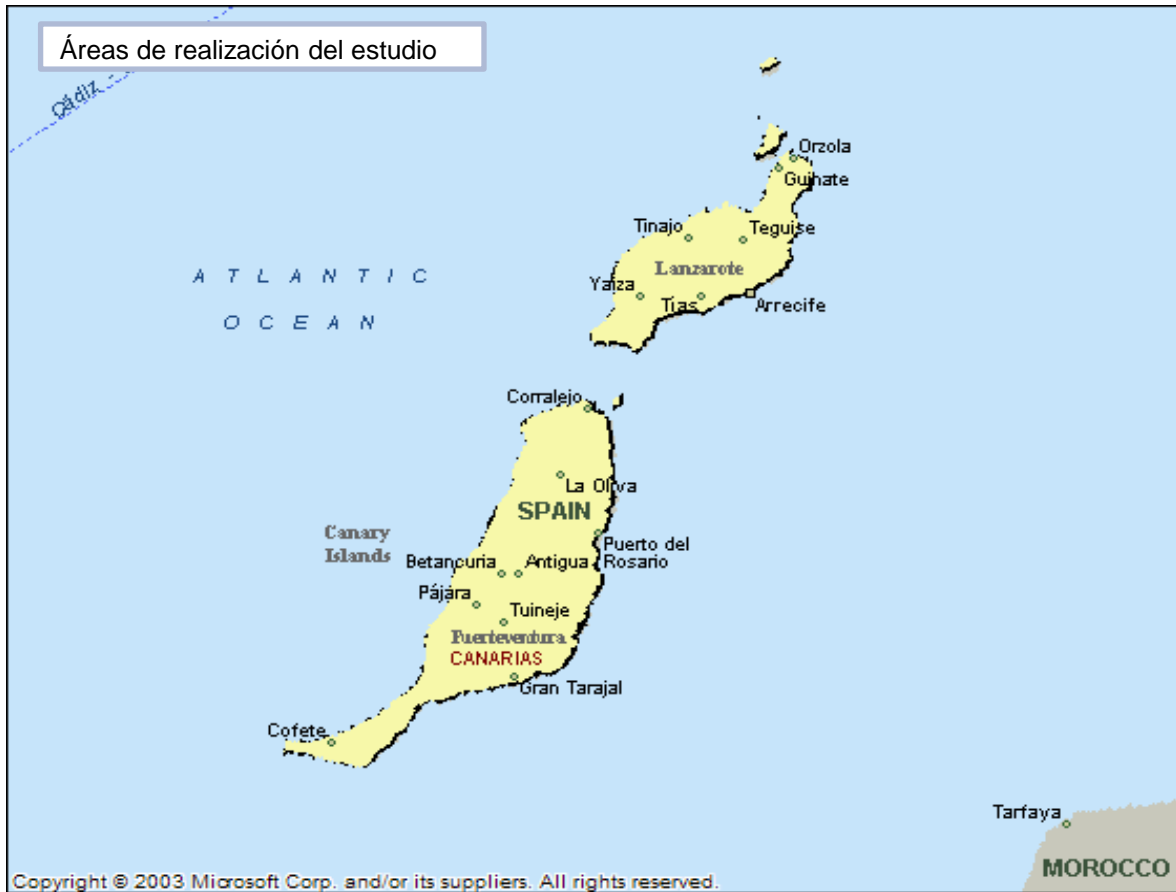 Áreas de realización del estudio
Cádiz
Orzola
Guihate
Tinajo
Teguise
Lanzarote
Yaiza
Tías
Arrecife
ATLANTIC
OCEAN
Corralejo
La Oliva
SPAIN
Canary
Islands
Puerto del
Rosario
Betancuria
Antigua
Pájara
Tuineje
Fuerteventura
CANARIAS
Gran Tarajal
Cofete
Tarfaya
MOROCCO
Copyright © 2003 Microsoft Corp. and/or its suppliers. All rights reserved.